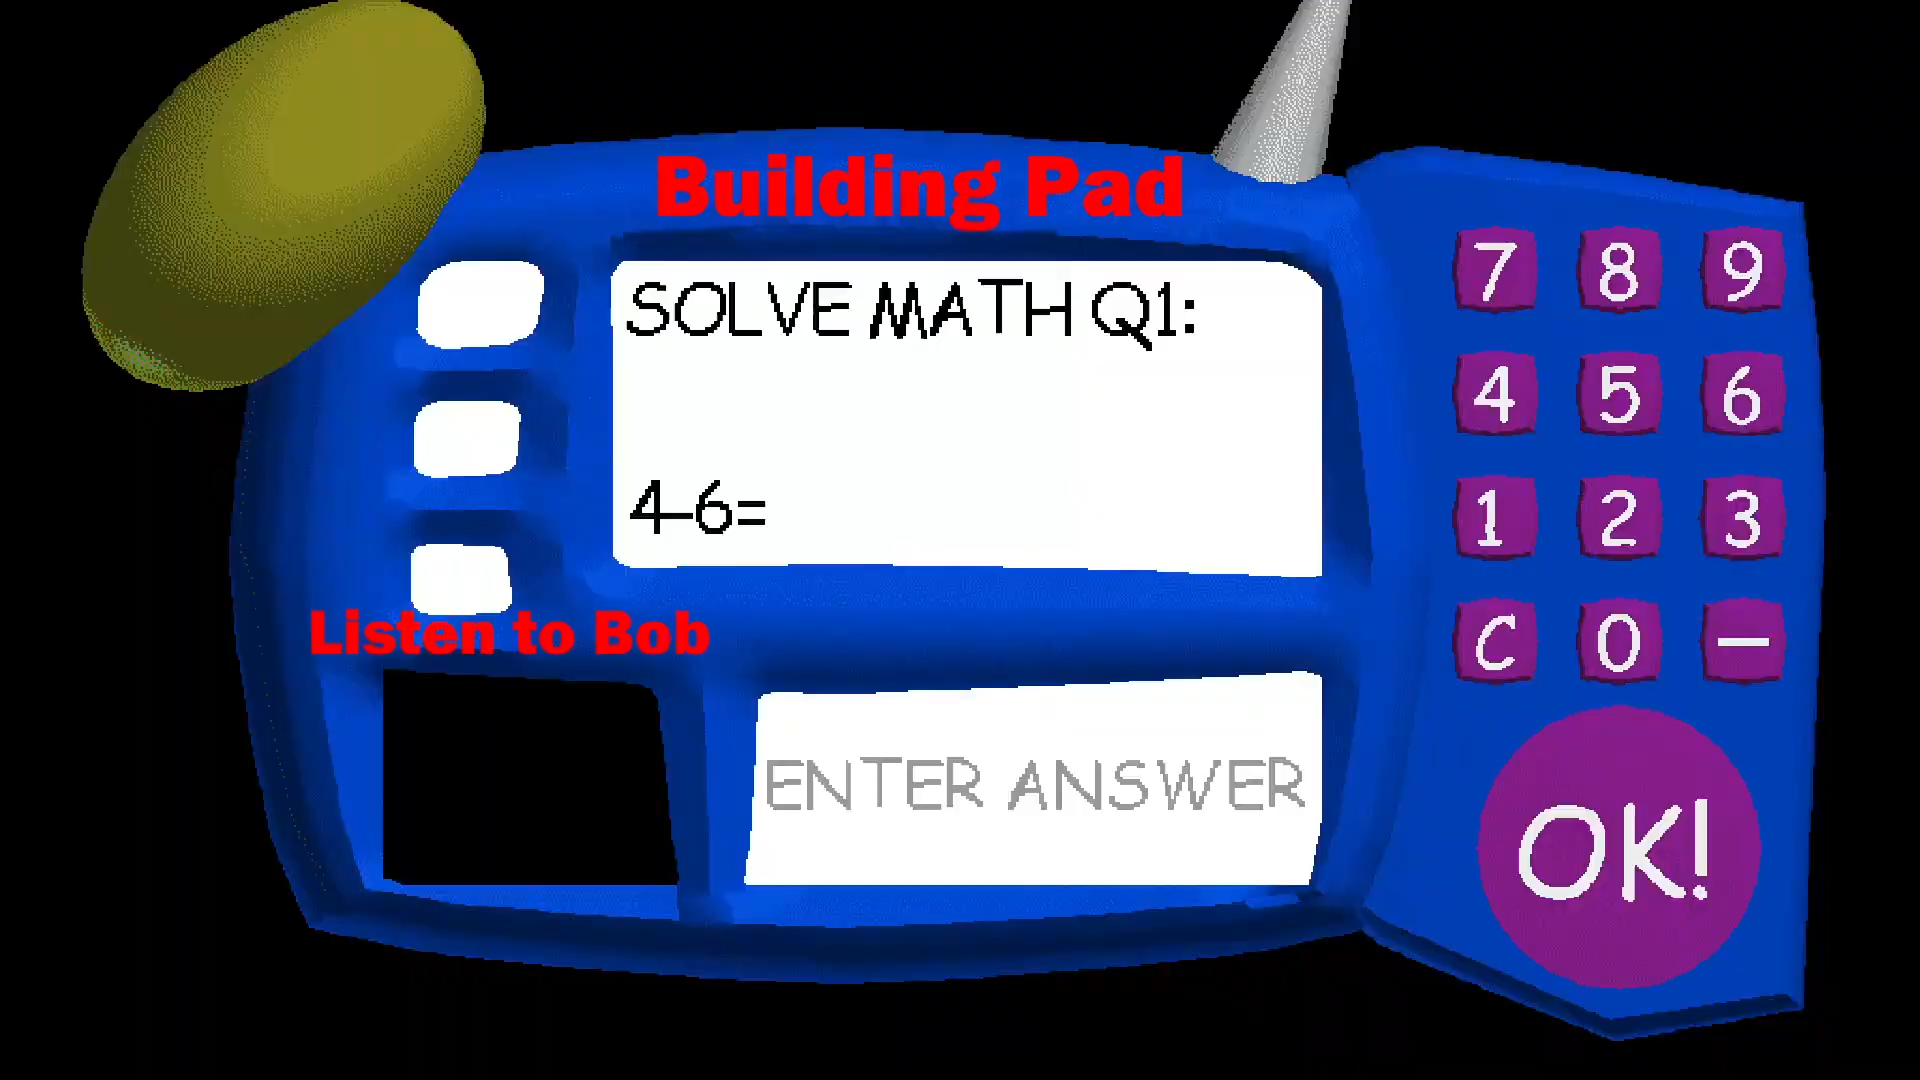 Building Pad
SOLVE MATH Q1:
4-6=
Listen to Bob
ENTER ANSWER
7 8 9
4 5 6
1 2 3
C 0 -
OK!